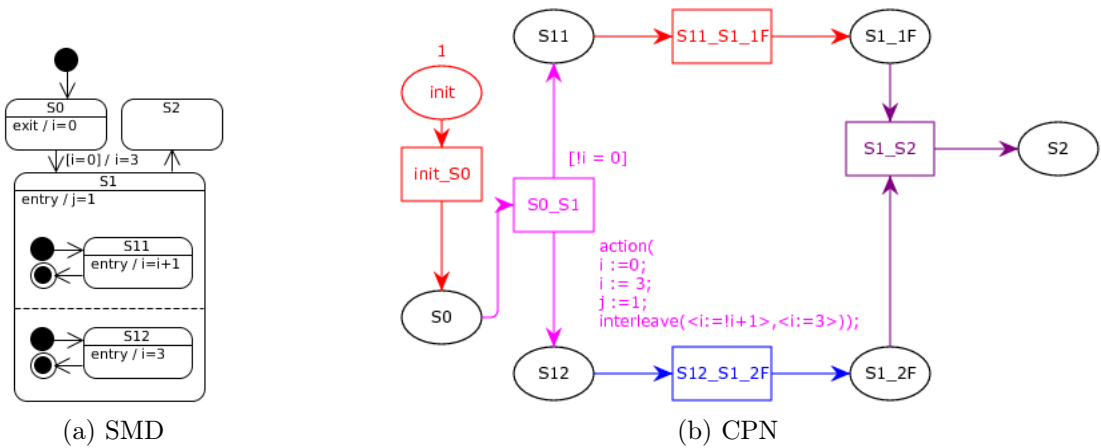 S0
exit / i=0
S2
[i=0] / i=3
S1
entry / j=1
S11
entry / i=i+1
S12
entry / i=3
(a) SMD
1
init
init_S0
S0
S0_S1
[!i = 0]
action(
i :=0;
i := 3;
j :=1;
interleave(<i:=!i+1>,<i:=3>));
S11
S11_S1_1F
S1_1F
S1_S2
S2
S12
S12_S1_2F
S1_2F
(b) CPN